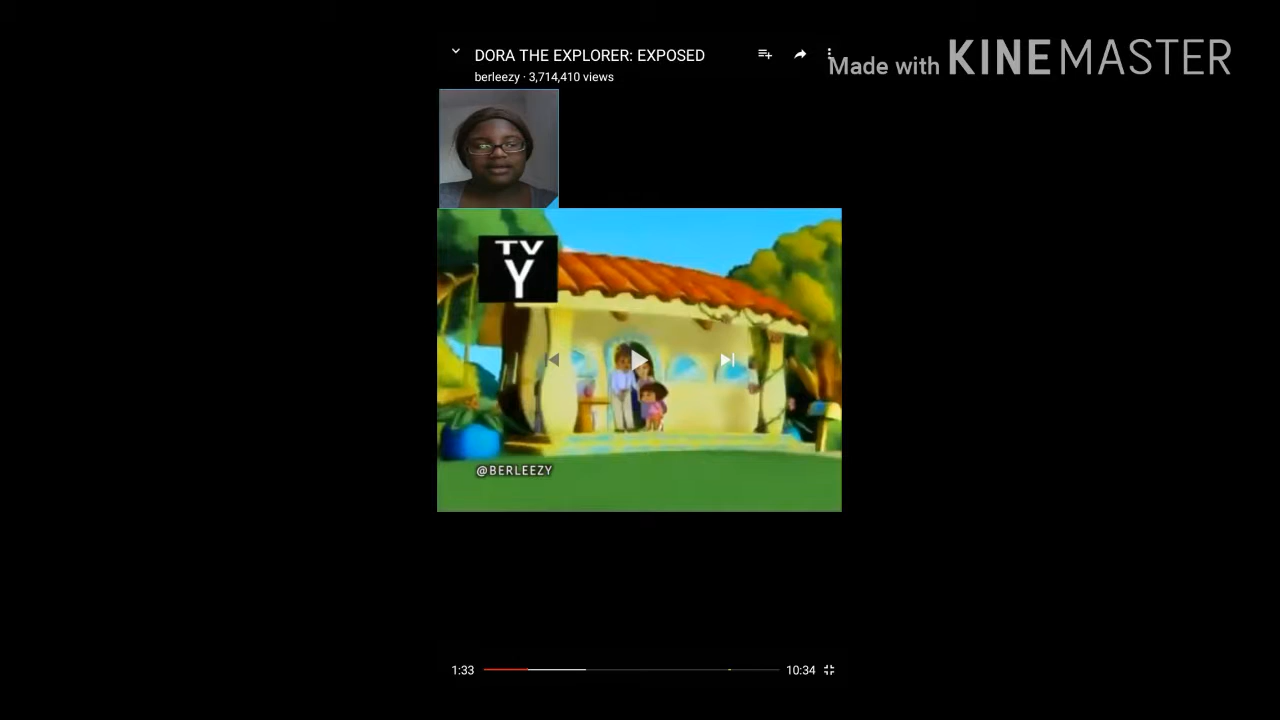 DORA THE EXPLORER: EXPOSED
berleezy · 3,714,410 views
Made with KINEMASTER
TV
Y
@BERLEEZY
1:33
10:34